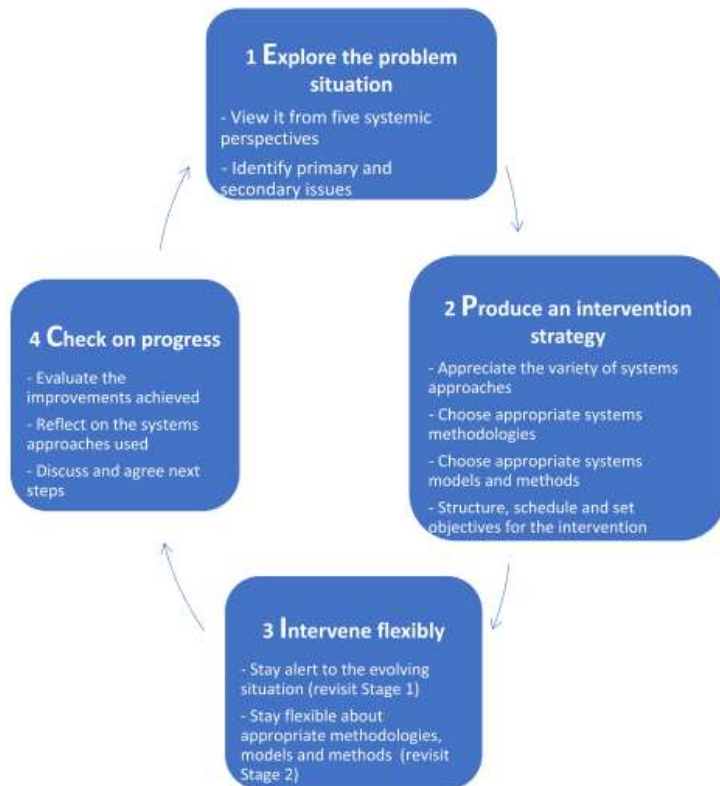 1 Explore the problem
situation
- View it from five systemic
perspectives
- Identify primary and
secondary issues
2 Produce an intervention
strategy
- Appreciate the variety of systems
approaches
- Choose appropriate systems
methodologies
- Choose appropriate systems
models and methods
- Structure, schedule and set
objectives for the intervention
3 Intervene flexibly
- Stay alert to the evolving
situation (revisit Stage 1)
- Stay flexible about
appropriate methodologies,
models and methods (revisit
Stage 2)
4 Check on progress
- Evaluate the
improvements achieved
- Reflect on the systems
approaches used
- Discuss and agree next
steps